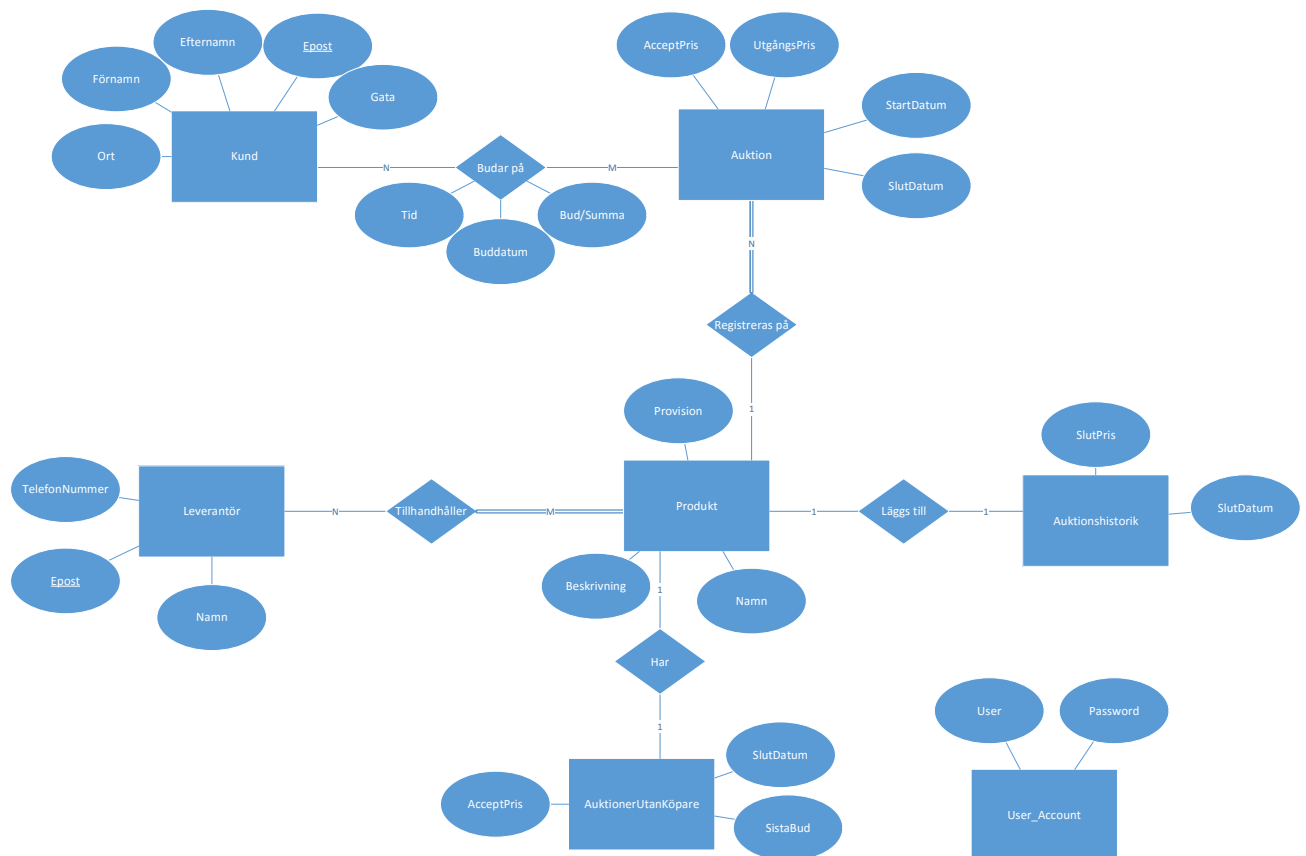 Efternamn
Epost
AcceptPris
UtgångsPris
Förnamn
Gata
StartDatum
Ort
Kund
Auktion
N
Budar på
M
SlutDatum
Tid
Bud/Summa
Buddatum
N
Registreras på
Provision
1
SlutPris
TelefonNummer
Leverantör
N
Tillhandhåller
M
Produkt
1
Läggs till
1
Auktionshistorik
SlutDatum
Epost
Beskrivning
1
Namn
Namn
Har
1
User
Password
SlutDatum
AcceptPris
AuktionerUtanKöpare
SistaBud
User_Account